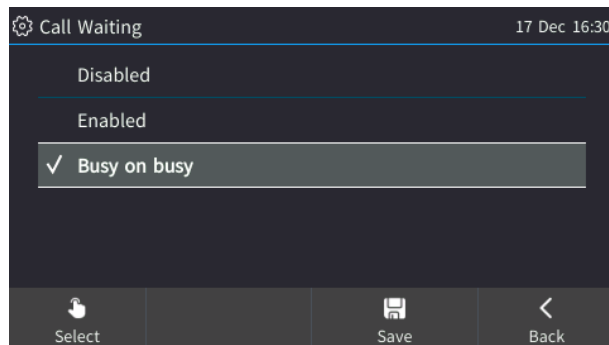 Call Waiting 17 Dec 16:30
Disabled
Enabled
✓ Busy on busy
Select Save Back